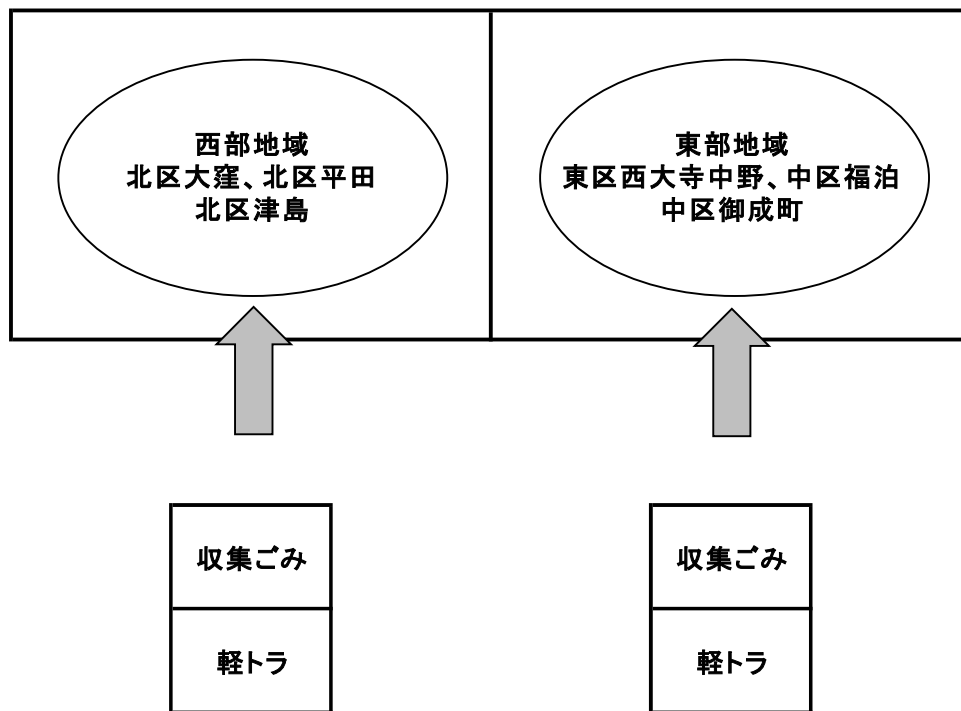 西部地域
北区大窪、北区平田
北区津島
東部地域
東区西大寺中野、中区福泊
中区御成町
収集ごみ
軽トラ
収集ごみ
軽トラ